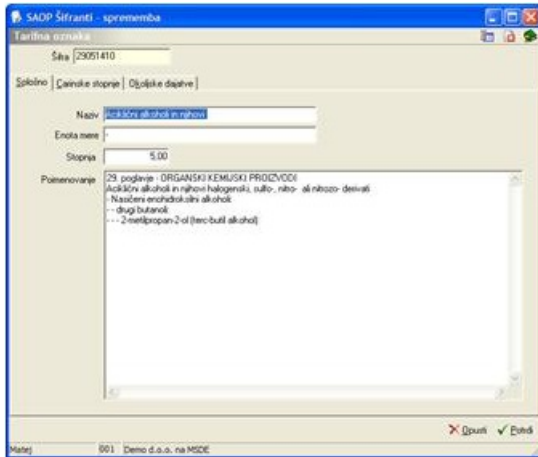 SAOP Šifranti - sprememba
Tarifna oznaka
Šifra 29051410
Splošno Carinske stopnje Okoljske dajatve
Naziv Aciklični alkoholi in njihovi
Enota mere -
Stopnja 5,00
Poimenovanje 29. poglavje - ORGANSKI KEMIJSKI PROIZVODI
Aciklični alkoholi in njihovi halogenski, sulfo-, nitro- ali nitrozo- derivati
- Nasičeni enohidrokslni alkoholi:
- - drugi butanoli:
- - - 2-metilpropan-2-ol (terc-butil alkohol)
Opusti Potrdi
Matej 001 Demo d.o.o. na MSDE